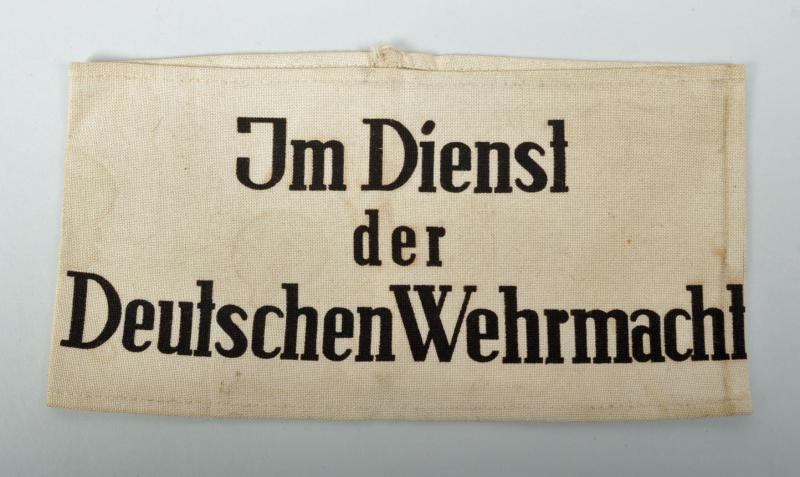 Im Dienst
der
Deutschen Wehrmacht